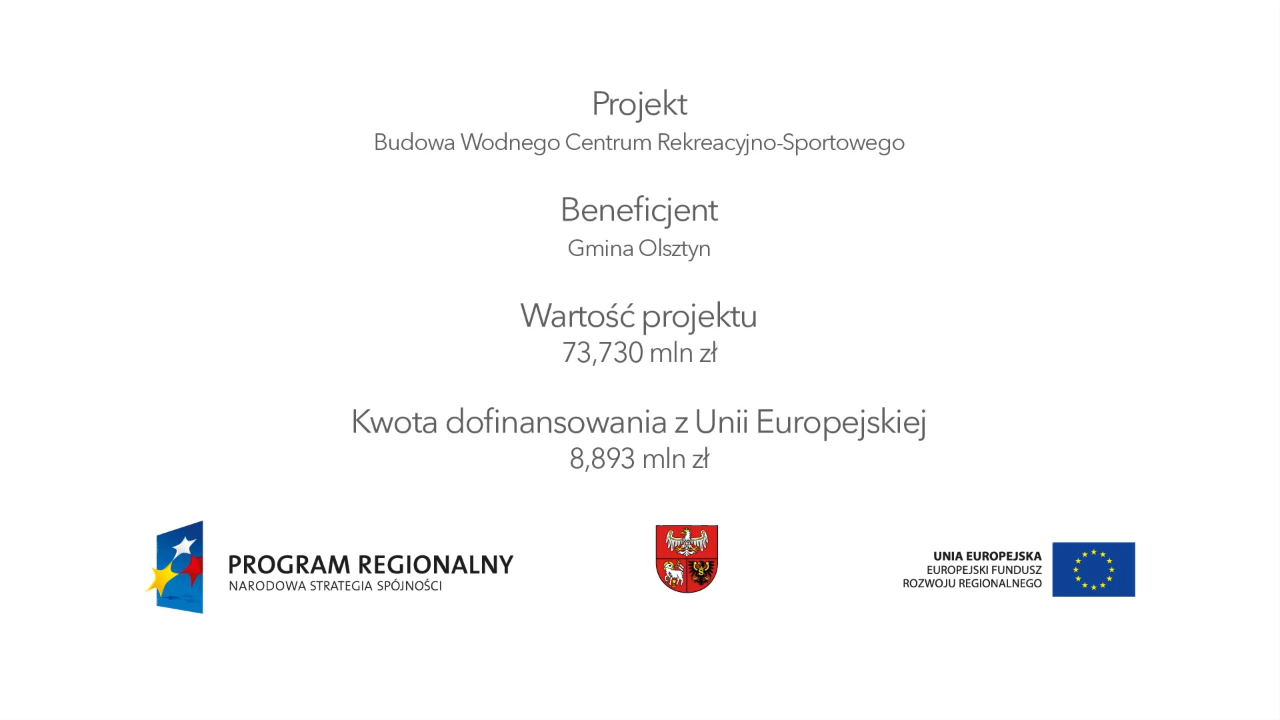 Projekt
Budowa Wodnego Centrum Rekreacyjno-Sportowego
Beneficjent
Gmina Olsztyn
Wartość projektu
73,730 mln zł
Kwota dofinansowania z Unii Europejskiej
8,893 mln zł
PROGRAM REGIONALNY
NARODOWA STRATEGIA SPÓJNOŚCI
UNIA EUROPEJSKA
EUROPEJSKI FUNDUSZ
ROZWOJU REGIONALNEGO